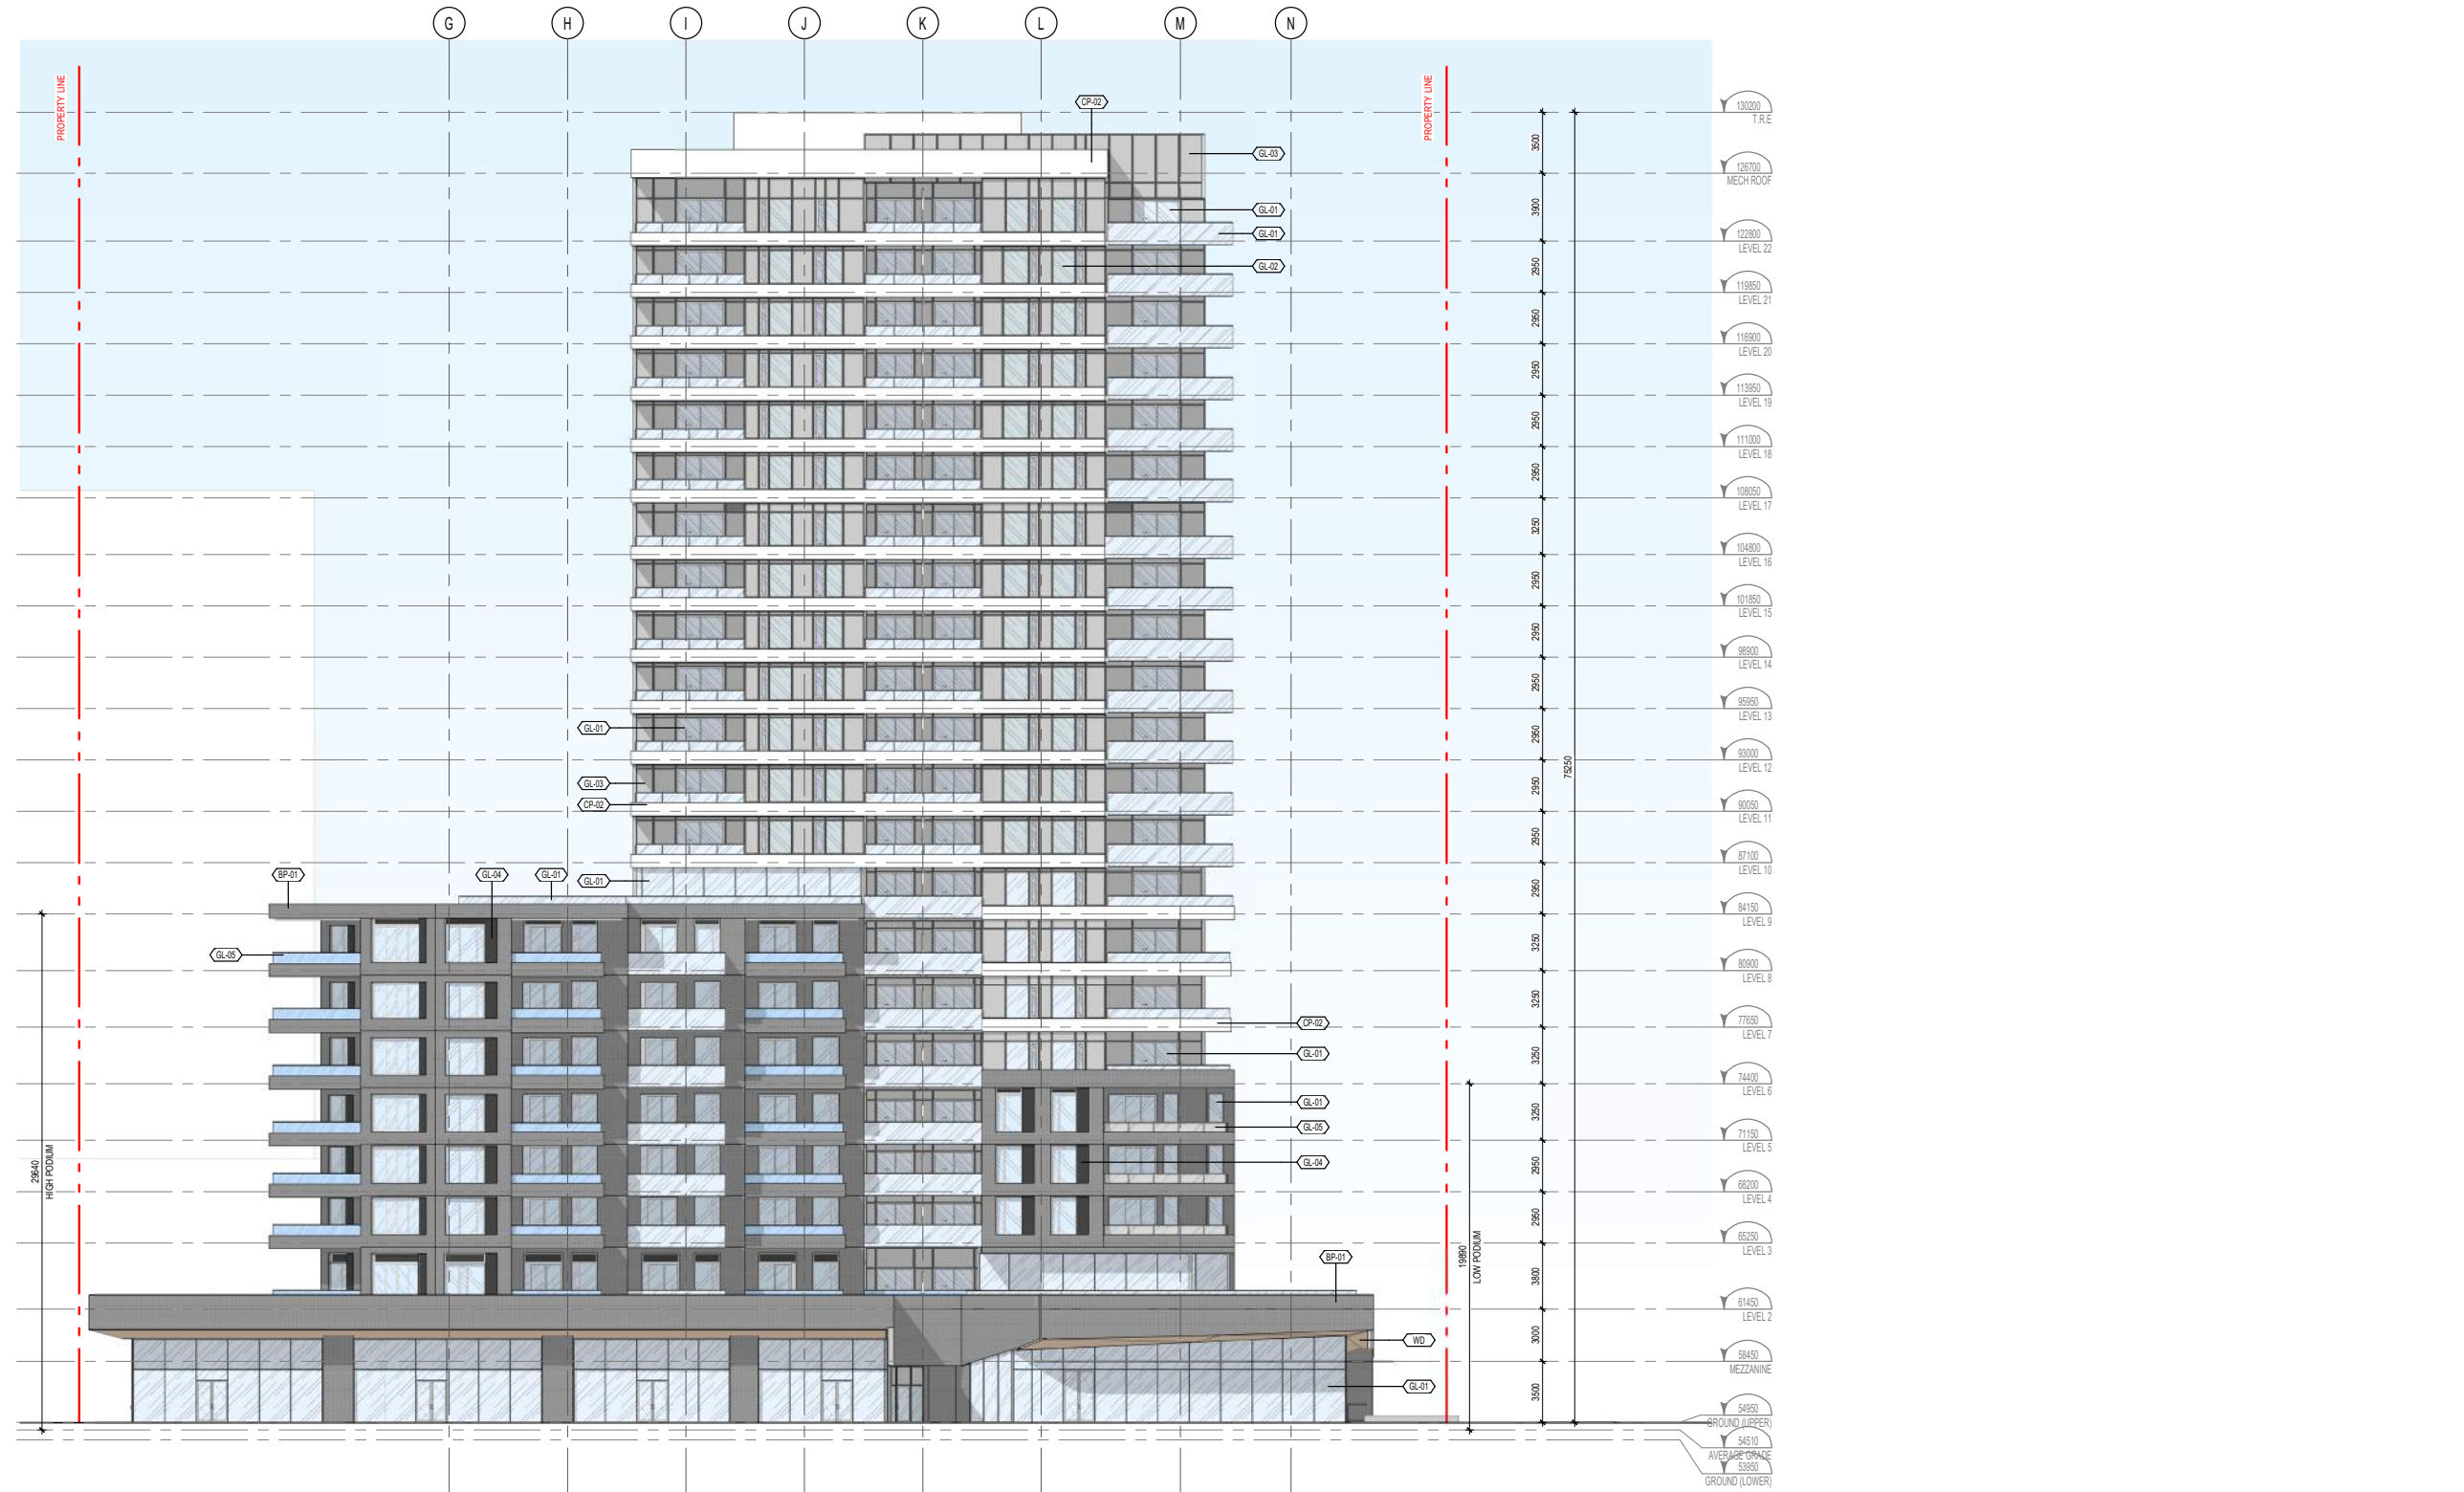 G H I J K L M N
PROPERTY LINE
PROPERTY LINE
CP-02
GL-03
GL-01
GL-01
GL-02
GL-01
GL-03
CP-02
BP-01
GL-04
GL-01
GL-01
GL-05
CP-02
GL-01
GL-01
GL-05
GL-04
BP-01
WD
GL-01
29640
HIGH PODIUM
19890
LOW PODIUM
3500
3900
2950
2950
2950
2950
2950
3250
2950
2950
2950
2950
2950
2950
2950
3250
3250
3250
3250
2950
2950
3800
3000
3500
75250
130200
T.R.E
126700
MECH ROOF
122800
LEVEL 22
119850
LEVEL 21
116900
LEVEL 20
113950
LEVEL 19
111000
LEVEL 18
108050
LEVEL 17
104800
LEVEL 16
101850
LEVEL 15
98900
LEVEL 14
95950
LEVEL 13
93000
LEVEL 12
90050
LEVEL 11
87100
LEVEL 10
84150
LEVEL 9
80900
LEVEL 8
77650
LEVEL 7
74400
LEVEL 6
71150
LEVEL 5
68200
LEVEL 4
65250
LEVEL 3
61450
LEVEL 2
58450
MEZZANINE
54950
GROUND (UPPER)
54510
AVERAGE GRADE
53950
GROUND (LOWER)